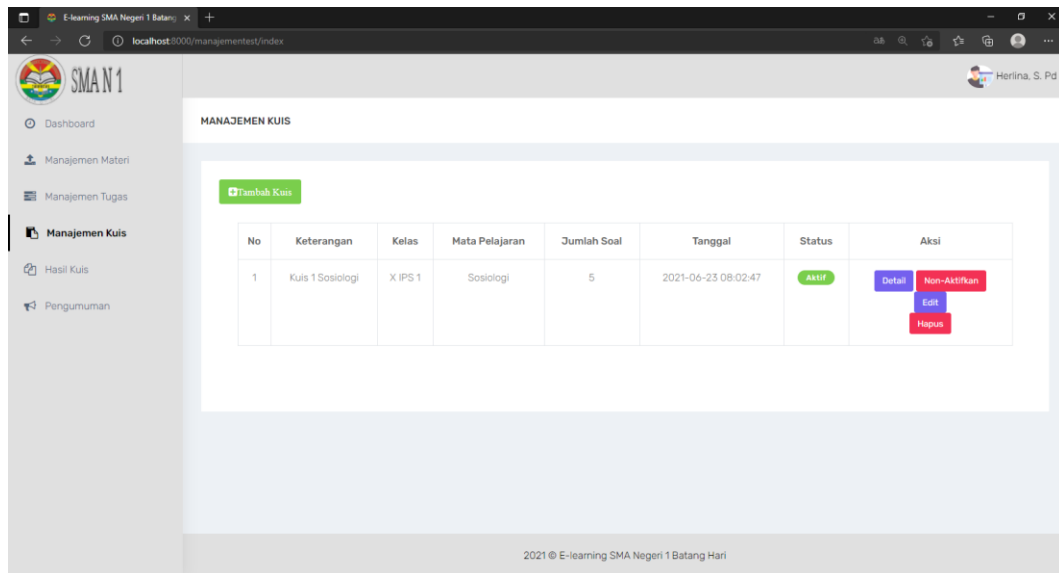 E-learning SMA Negeri 1 Batang
localhost:8000/manajementest/index
SMA N 1
Herlina, S. Pd
Dashboard
Manajemen Materi
Manajemen Tugas
Manajemen Kuis
Hasil Kuis
Pengumuman
MANAJEMEN KUIS
Tambah Kuis
No Keterangan Kelas Mata Pelajaran Jumlah Soal Tanggal Status Aksi
1 Kuis 1 Sosiologi X IPS 1 Sosiologi 5 2021-06-23 08:02:47 Aktif Detail Non-Aktifkan
Edit
Hapus
2021 © E-learning SMA Negeri 1 Batang Hari